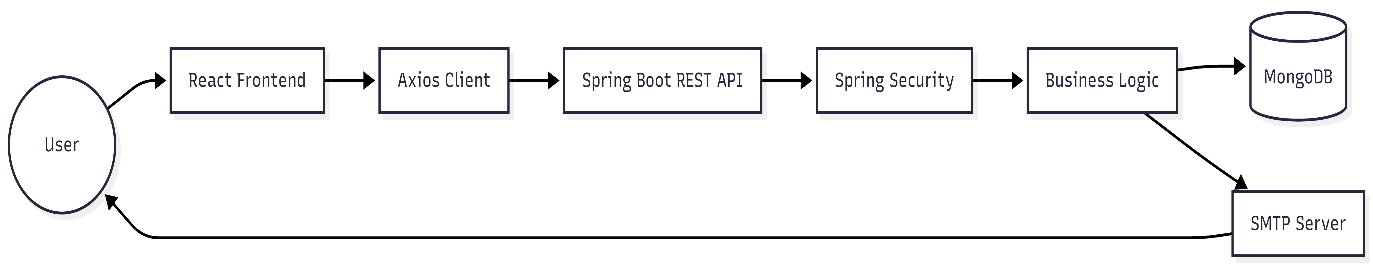 User
React Frontend
Axios Client
Spring Boot REST API
Spring Security
Business Logic
MongoDB
SMTP Server